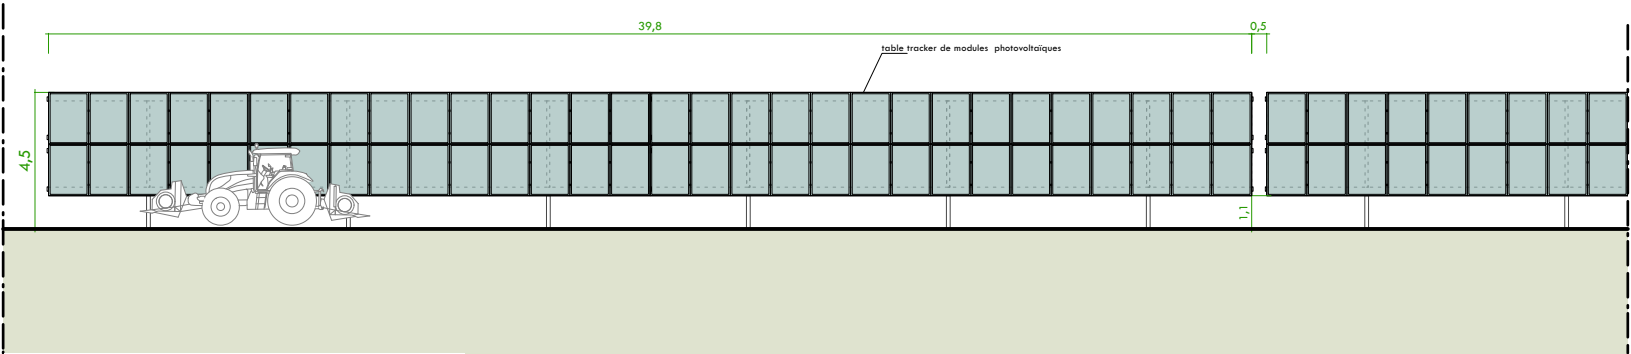 39,8
0,5
table tracker de modules photovoltaïques
4,5
1,1